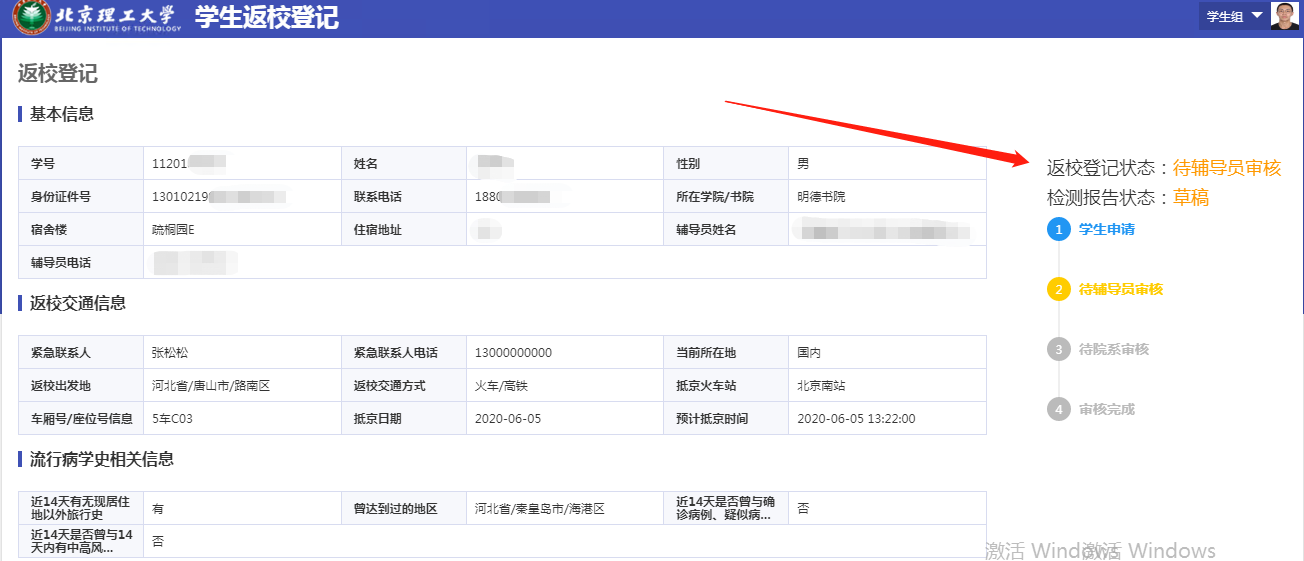 北京理工大学 学生返校登记 学生组
BEIJING INSTITUTE OF TECHNOLOGY
返校登记
基本信息
学号 11201 姓名 性别 男
身份证件号 13010219 联系电话 1880 所在学院/书院 明德书院
宿舍楼 疏桐园E 住宿地址 辅导员姓名
辅导员电话
返校交通信息
紧急联系人 张松松 紧急联系人电话 13000000000 当前所在地 国内
返校出发地 河北省/唐山市/路南区 返校交通方式 火车/高铁 抵京火车站 北京南站
车厢号/座位号信息 5车C03 抵京日期 2020-06-05 预计抵京时间 2020-06-05 13:22:00
流行病学史相关信息
近14天有无现居住
地以外旅行史 有 曾达到过的地区 河北省/秦皇岛市/海港区 近14天是否曾与确
诊病例、疑似病... 否
近14天是否曾与14
天内有中高风... 否
返校登记状态：待辅导员审核
检测报告状态：草稿
1 学生申请
2 待辅导员审核
3 待院系审核
4 审核完成
激活 Windows
激活 Windows